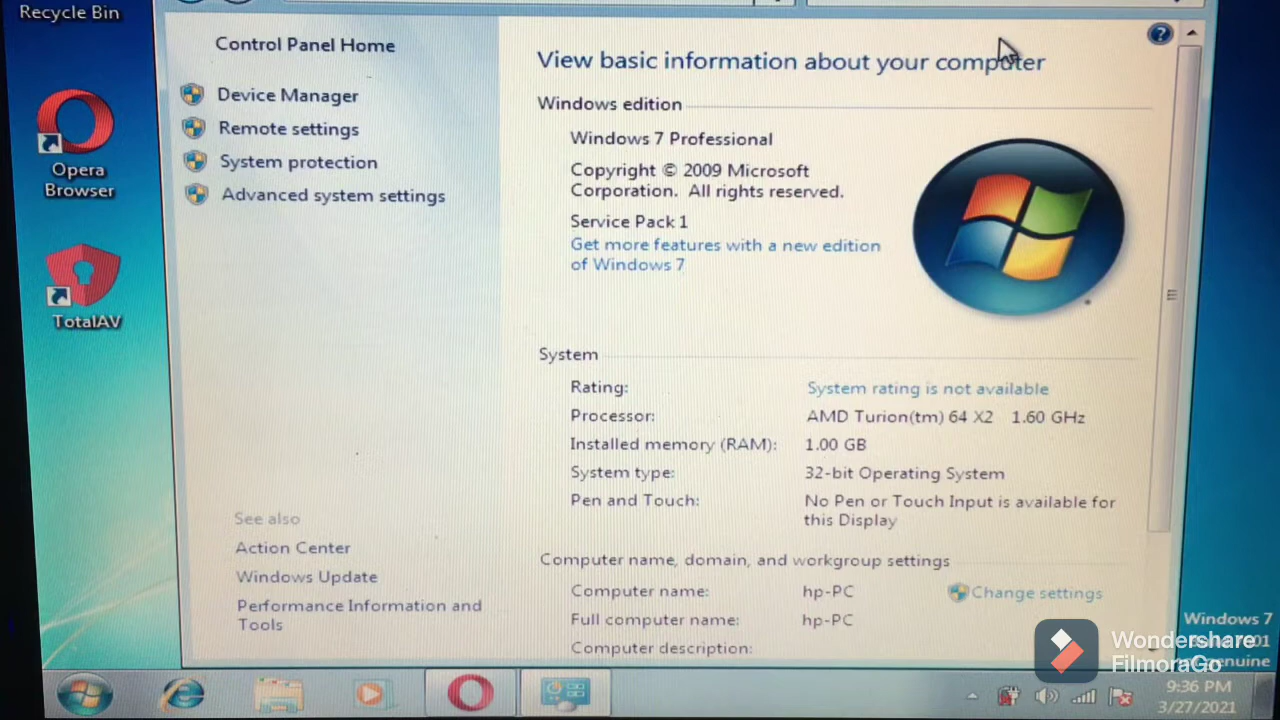 Recycle Bin
Control Panel Home
Device Manager
Remote settings
System protection
Advanced system settings
Opera
Browser
TotalAV
See also
Action Center
Windows Update
Performance Information and
Tools
View basic information about your computer
Windows edition
Windows 7 Professional
Copyright © 2009 Microsoft
Corporation. All rights reserved.
Service Pack 1
Get more features with a new edition
of Windows 7
System
Rating:
System rating is not available
Processor:
AMD Turion(tm) 64 X2 1.60 GHz
Installed memory (RAM):
1.00 GB
System type:
32-bit Operating System
Pen and Touch:
No Pen or Touch Input is available for
this Display
Computer name, domain, and workgroup settings
Computer name:
hp-PC
Change settings
Full computer name:
hp-PC
Computer description:
Windows 7
genuine
Wondershare
FilmoraGo
9:36 PM
3/27/2021